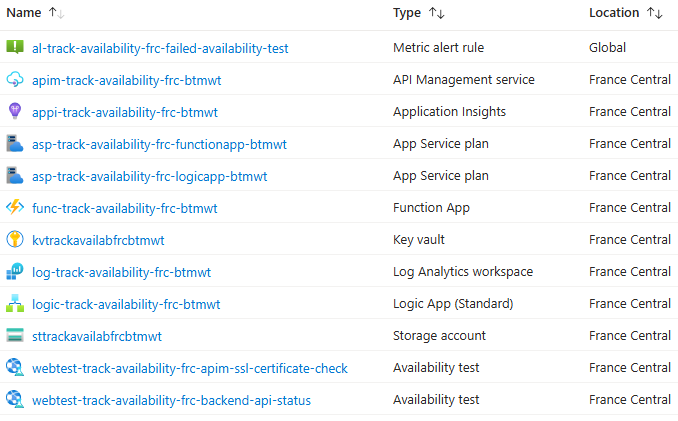 Name ↑↓ Type ↑↓ Location ↑↓
al-track-availability-frc-failed-availability-test Metric alert rule Global
apim-track-availability-frc-btmwt API Management service France Central
appi-track-availability-frc-btmwt Application Insights France Central
asp-track-availability-frc-functionapp-btmwt App Service plan France Central
asp-track-availability-frc-logicapp-btmwt App Service plan France Central
func-track-availability-frc-btmwt Function App France Central
kvtrackavailabfrcbtmwt Key vault France Central
log-track-availability-frc-btmwt Log Analytics workspace France Central
logic-track-availability-frc-btmwt Logic App (Standard) France Central
sttrackavailabfrcbtmwt Storage account France Central
webtest-track-availability-frc-apim-ssl-certificate-check Availability test France Central
webtest-track-availability-frc-backend-api-status Availability test France Central